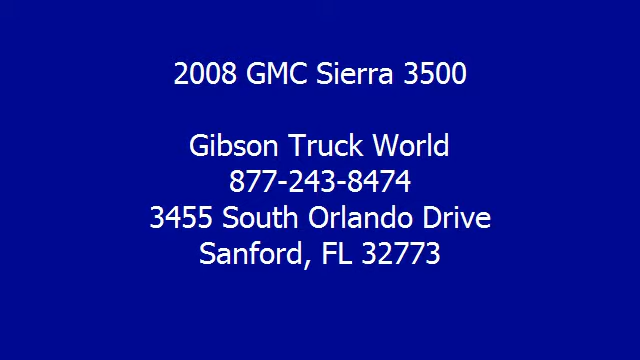 2008 GMC Sierra 3500
Gibson Truck World
877-243-8474
3455 South Orlando Drive
Sanford, FL 32773